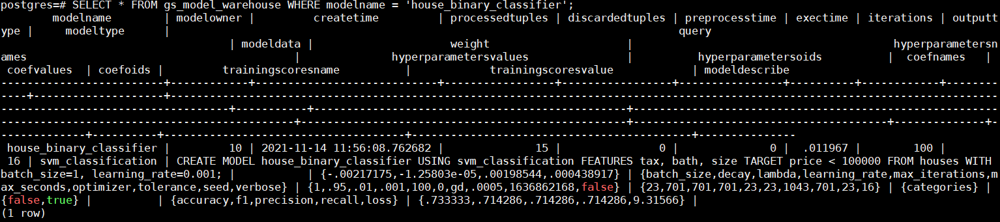 postgres=# SELECT * FROM gs_model_warehouse WHERE modelname = 'house_binary_classifier';
modelname | modelowner | createtime | processedtuples | discardedtuples | preprocesstime | exectime | iterations | outputt
ype | modeltype | query
| modeldata | weight | hyperparametersn
ames | hyperparametersvalues | hyperparametersoids | coefnames |
coefvalues | coefoids | trainingscoresname | trainingscoresvalue | modeldescribe
-------------------------+------------+----------------------------+-----------------+-----------------+----------------+----------+------------+--------
----+---------------------+--------------------------------------------------------------------------------------------------------------------------------
-----------------------------------+-----------+------------------------------------------------+---------------------------------------------------------
---------------------------------------------+--------------------------------------------------+---------------------------------------+--------------+-
-------------+----------+-------------------------------------+-------------------------------------------+---------------
house_binary_classifier | 10 | 2021-11-14 11:56:08.762682 | 15 | 0 | 0 | .011967 | 100 |
16 | svm_classification | CREATE MODEL house_binary_classifier USING svm_classification FEATURES tax, bath, size TARGET price < 100000 FROM houses WITH
batch_size=1, learning_rate=0.001; | | {-.00217175,-1.25803e-05,.00198544,.000438917} | {batch_size,decay,lambda,learning_rate,max_iterations,m
ax_seconds,optimizer,tolerance,seed,verbose} | {1,.95,.01,.001,100,0,gd,.0005,1636862168,false} | {23,701,701,701,23,23,1043,701,23,16} | {categories} |
{false,true} | | {accuracy,f1,precision,recall,loss} | {.733333,.714286,.714286,.714286,9.31566} |
(1 row)